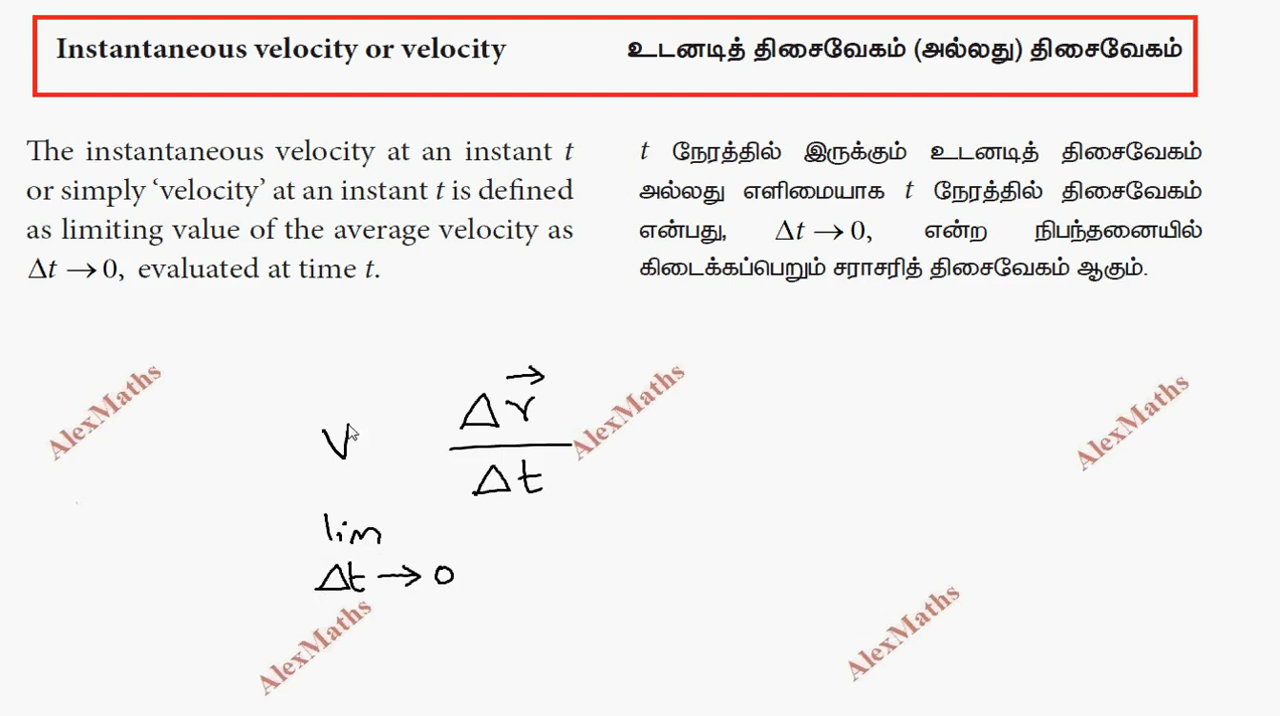 Instantaneous velocity or velocity
உடனடித் திசைவேகம் (அல்லது) திசைவேகம்
The instantaneous velocity at an instant t
or simply ‘velocity’ at an instant t is defined
as limiting value of the average velocity as
Δt → 0, evaluated at time t.
t நேரத்தில் இருக்கும் உடனடித் திசைவேகம்
அல்லது எளிமையாக t நேரத்தில் திசைவேகம்
என்பது, Δt → 0, என்ற நிபந்தனையில்
கிடைக்கப்பெறும் சராசரித் திசைவேகம் ஆகும்.
AlexMaths
AlexMaths
AlexMaths
V
Δr⃗
Δt
lim
Δt → 0
AlexMaths
AlexMaths